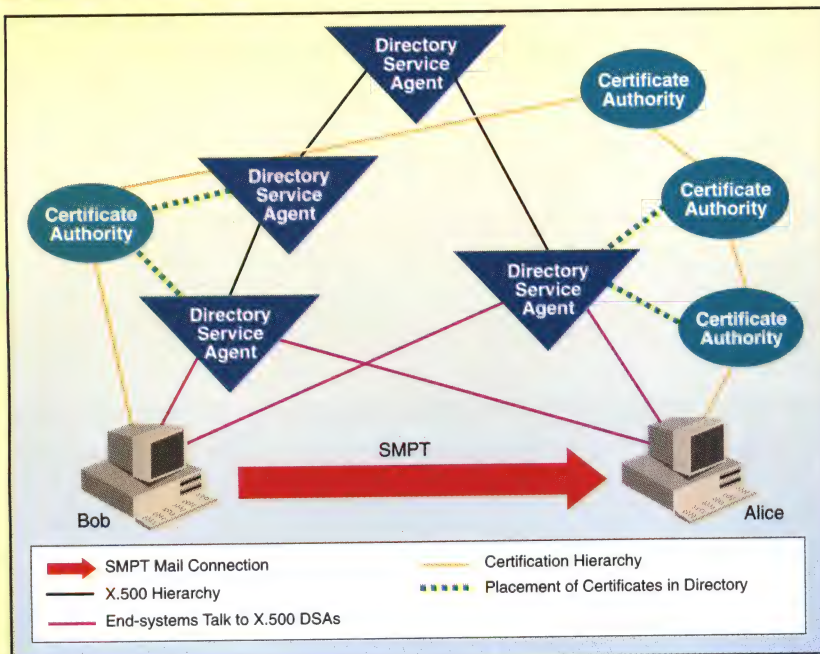 Directory
Service
Agent
Certificate
Authority
Directory
Service
Agent
Certificate
Authority
Certificate
Authority
Directory
Service
Agent
Directory
Service
Agent
Certificate
Authority
SMPT
Bob
Alice
SMPT Mail Connection
X.500 Hierarchy
End-systems Talk to X.500 DSAs
Certification Hierarchy
Placement of Certificates in Directory